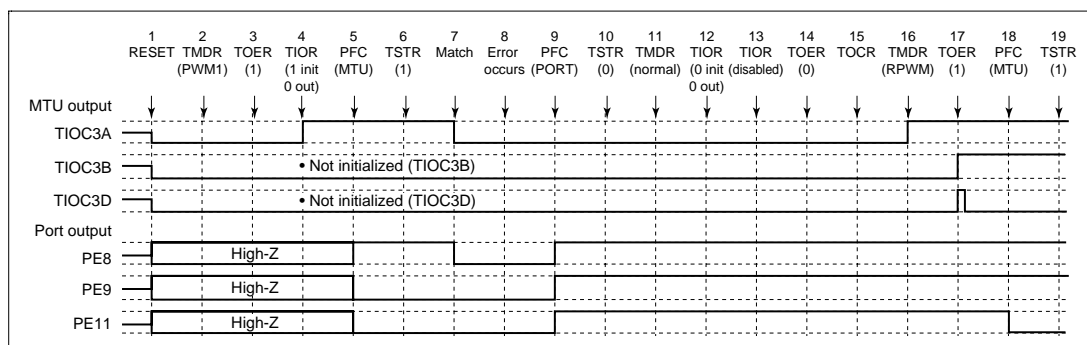 1 2 3 4 5 6 7 8 9 10 11 12 13 14 15 16 17 18 19
RESET TMDR TOER TIOR PFC TSTR Match Error PFC TSTR TMDR TIOR TIOR TOER TOCR TMDR TOER PFC TSTR
(PWM1) (1) (1 init (MTU) (1) occurs (PORT) (0) (normal) (0 init (disabled) (0) (RPWM) (1) (MTU) (1)
0 out) 0 out)
MTU output
TIOC3A
TIOC3B • Not initialized (TIOC3B)
TIOC3D • Not initialized (TIOC3D)
Port output
PE8 High-Z
PE9 High-Z
PE11 High-Z